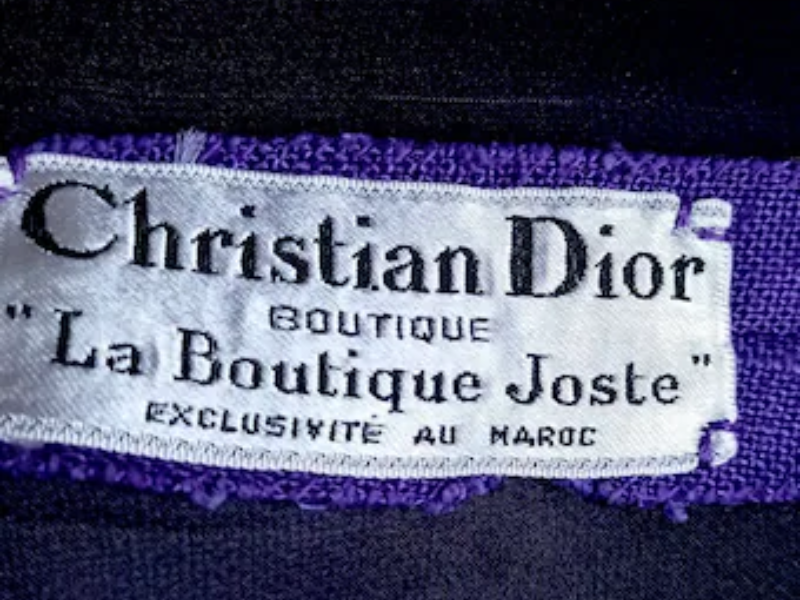 Christian Dior
BOUTIQUE
"La Boutique Joste"
EXCLUSIVITÉ AU MAROC